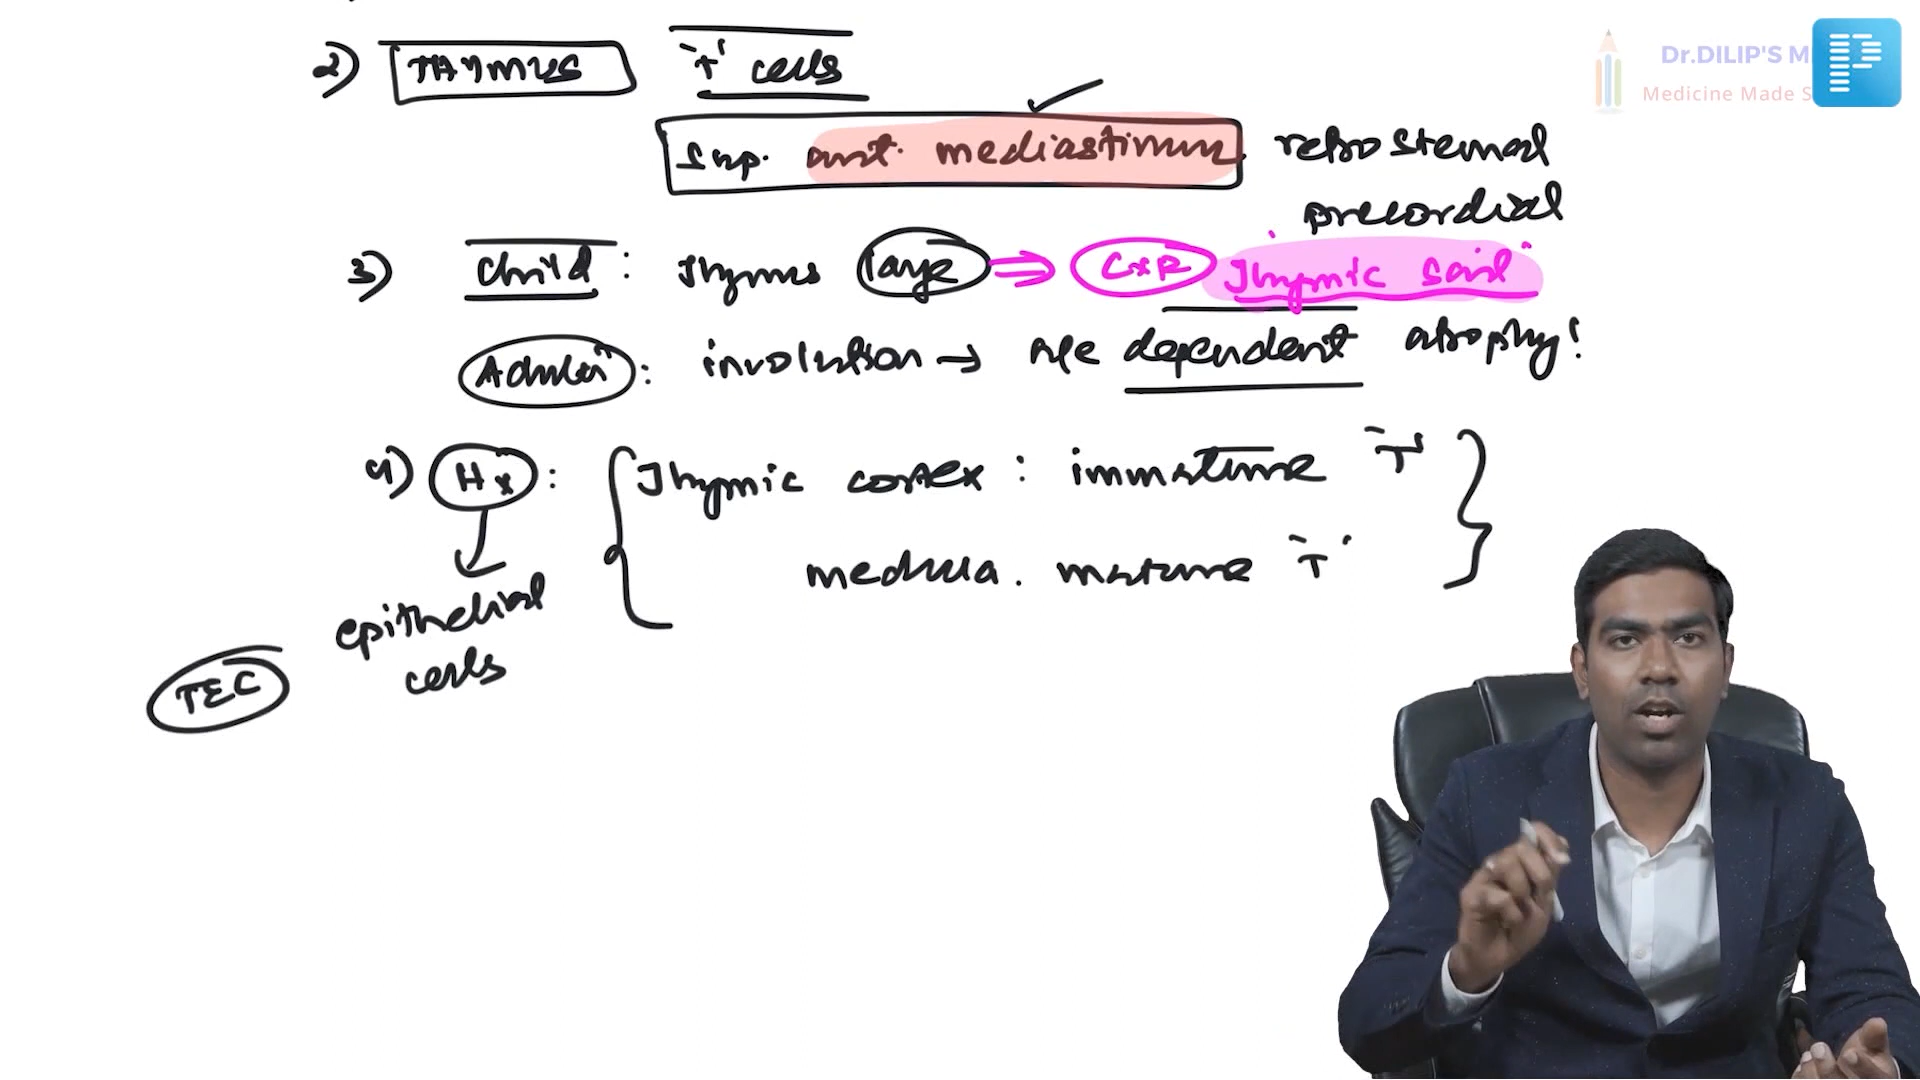 Dr.DILIP'S M
Medicine Made S
2) THYMUS "T" cells
Sup. ant. mediastinum. retrosternal
precordial
3) Child : Thymus large ⇒ CXR "Thymic Sail"
Adult : involution → age dependent atrophy!
4) Hx : Thymic cortex : immature "T"
medulla. mature "T"
epithelial
cells
TEC